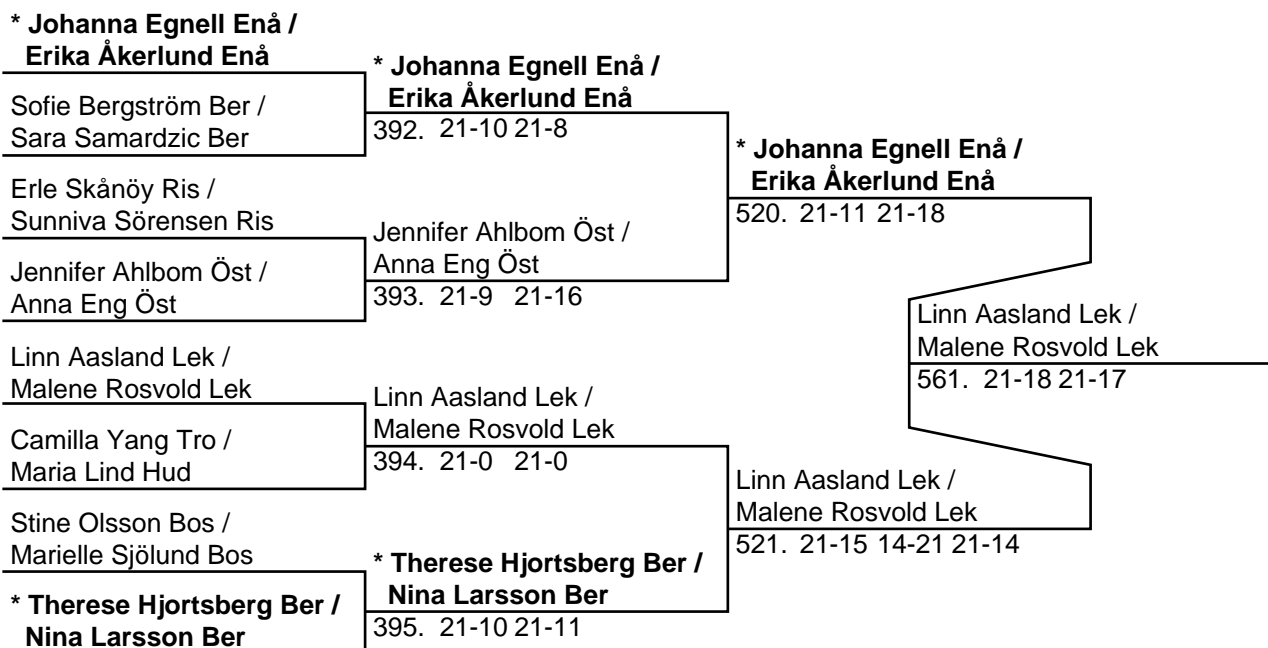 * Johanna Egnell Enå /
Erika Åkerlund Enå
Sofie Bergström Ber /
Sara Samardzic Ber
Erle Skånöy Ris /
Sunniva Sörensen Ris
Jennifer Ahlbom Öst /
Anna Eng Öst
Linn Aasland Lek /
Malene Rosvold Lek
Camilla Yang Tro /
Maria Lind Hud
Stine Olsson Bos /
Marielle Sjölund Bos
* Therese Hjortsberg Ber /
Nina Larsson Ber
* Johanna Egnell Enå /
Erika Åkerlund Enå
392. 21-10 21-8
Jennifer Ahlbom Öst /
Anna Eng Öst
393. 21-9 21-16
Linn Aasland Lek /
Malene Rosvold Lek
394. 21-0 21-0
* Therese Hjortsberg Ber /
Nina Larsson Ber
395. 21-10 21-11
* Johanna Egnell Enå /
Erika Åkerlund Enå
520. 21-11 21-18
Linn Aasland Lek /
Malene Rosvold Lek
521. 21-15 14-21 21-14
Linn Aasland Lek /
Malene Rosvold Lek
561. 21-18 21-17